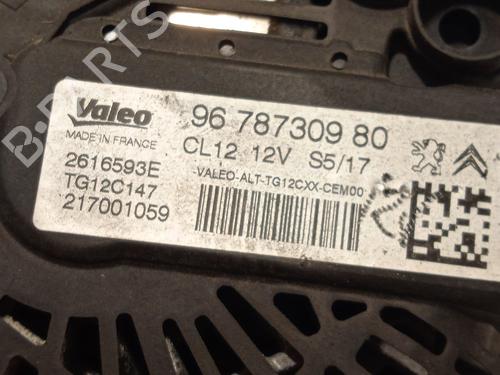 Valeo
MADE IN FRANCE
2616593E
TG12C147
217001059
96 787309 80
CL12 12V S5/17
-VALEO-ALT-TG12CXX-CEM00
B-PARTS